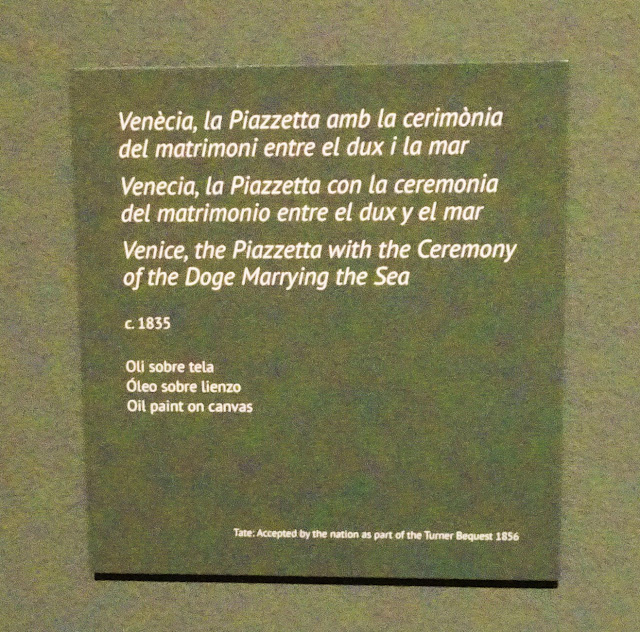 Venècia, la Piazzetta amb la cerimònia
del matrimoni entre el dux i la mar
Venecia, la Piazzetta con la ceremonia
del matrimonio entre el dux y el mar
Venice, the Piazzetta with the Ceremony
of the Doge Marrying the Sea
c. 1835
Oli sobre tela
Óleo sobre lienzo
Oil paint on canvas
Tate: Accepted by the nation as part of the Turner Bequest 1856